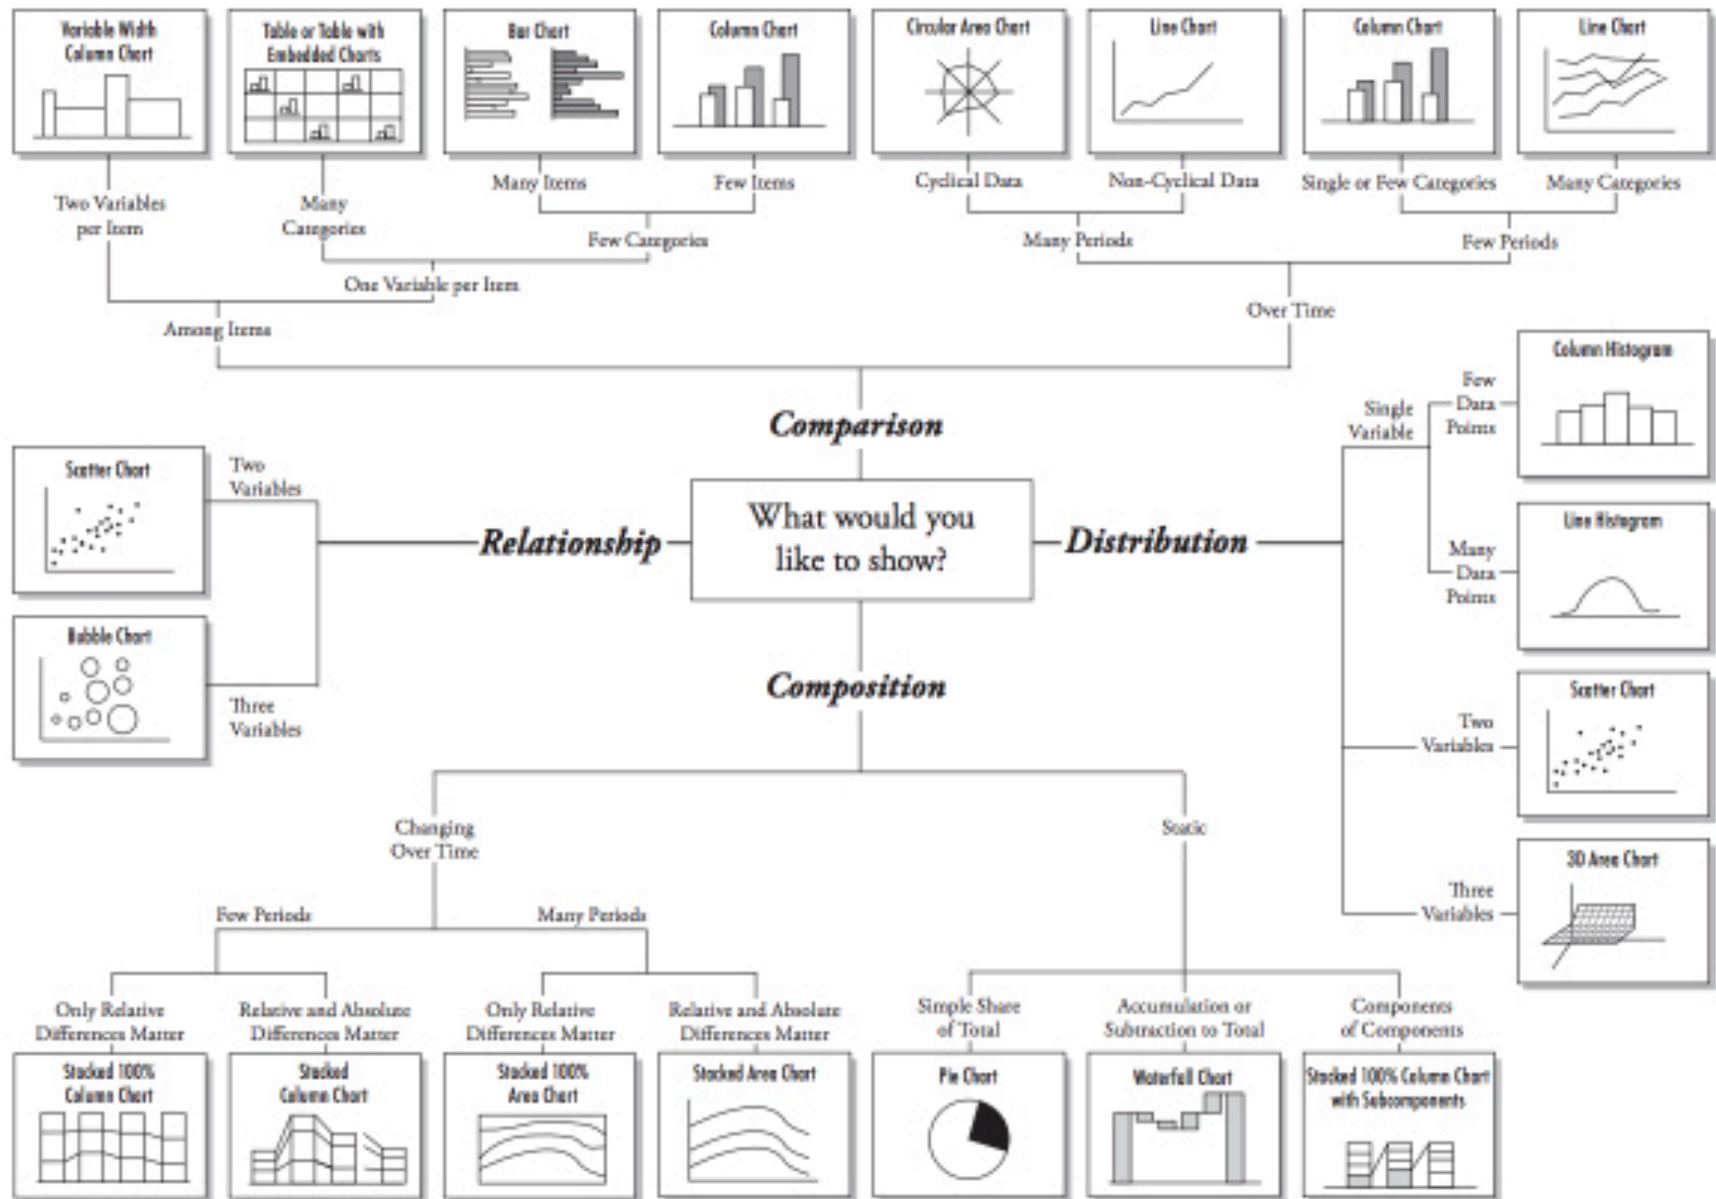 Variable Width
Column Chart
Table or Table with
Embedded Charts
Bar Chart
Column Chart
Circular Area Chart
Line Chart
Column Chart
Line Chart
Two Variables
per Item
Many
Categories
Many Items
Few Items
Cyclical Data
Non-Cyclical Data
Single or Few Categories
Many Categories
Few Categories
Many Periods
Few Periods
One Variable per Item
Among Items
Over Time
Comparison
What would you
like to show?
Relationship
Two
Variables
Scatter Chart
Three
Variables
Bubble Chart
Distribution
Single
Variable
Few
Data
Points
Column Histogram
Many
Data
Points
Line Histogram
Two
Variables
Scatter Chart
Three
Variables
3D Area Chart
Composition
Changing
Over Time
Static
Few Periods
Many Periods
Only Relative
Differences Matter
Relative and Absolute
Differences Matter
Only Relative
Differences Matter
Relative and Absolute
Differences Matter
Simple Share
of Total
Accumulation or
Subtraction to Total
Components
of Components
Stacked 100%
Column Chart
Stacked
Column Chart
Stacked 100%
Area Chart
Stacked Area Chart
Pie Chart
Waterfall Chart
Stacked 100% Column Chart
with Subcomponents